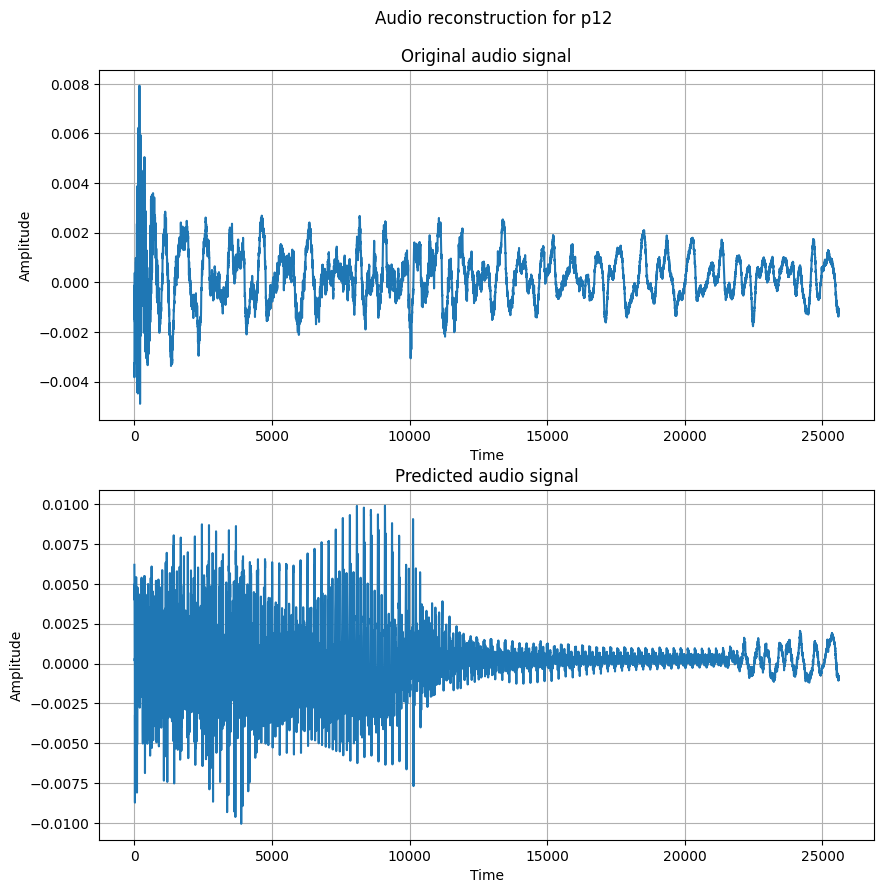 Audio reconstruction for p12
Original audio signal
0.008
0.006
0.004
0.002
0.000
−0.002
−0.004
Amplitude
0 5000 10000 15000 20000 25000
Time
Predicted audio signal
0.0100
0.0075
0.0050
0.0025
0.0000
−0.0025
−0.0050
−0.0075
−0.0100
Amplitude
0 5000 10000 15000 20000 25000
Time